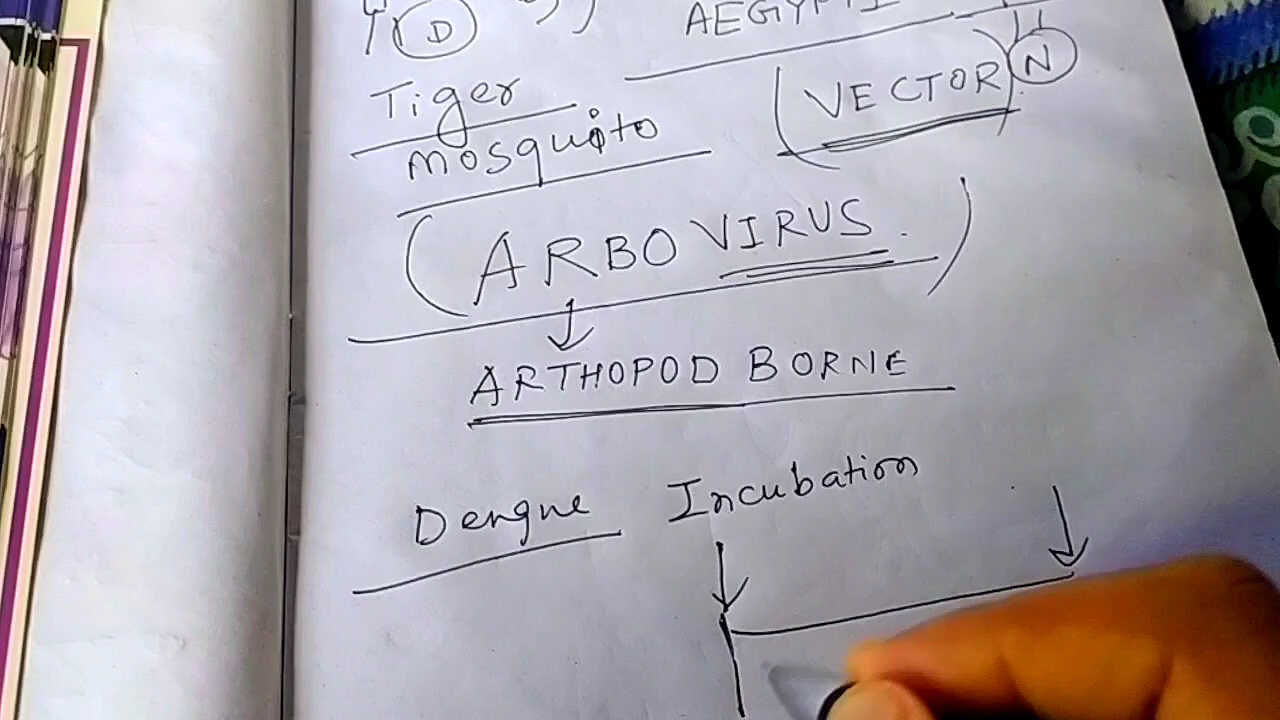 D
AEGYPTI
Tiger
mosquito
(VECTOR) N
(ARBOVIRUS.)
ARTHOPOD BORNE
Dengue Incubation